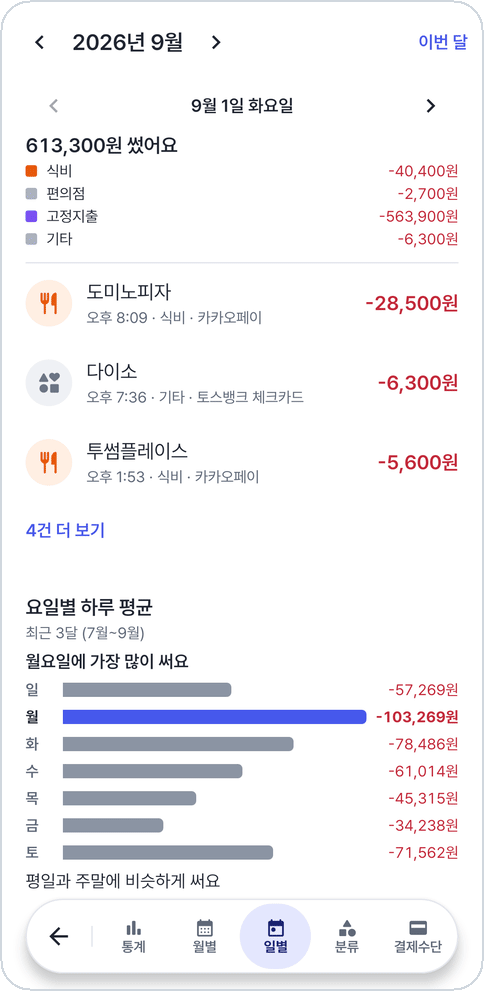 2026년 9월
이번 달
9월 1일 화요일
613,300원 썼어요
식비 -40,400원
편의점 -2,700원
고정지출 -563,900원
기타 -6,300원
도미노피자
오후 8:09 · 식비 · 카카오페이
-28,500원
다이소
오후 7:36 · 기타 · 토스뱅크 체크카드
-6,300원
투썸플레이스
오후 1:53 · 식비 · 카카오페이
-5,600원
4건 더 보기
요일별 하루 평균
최근 3달 (7월~9월)
월요일에 가장 많이 써요
일 -57,269원
월 -103,269원
화 -78,486원
수 -61,014원
목 -45,315원
금 -34,238원
토 -71,562원
평일과 주말에 비슷하게 써요
통계 월별 일별 분류 결제수단